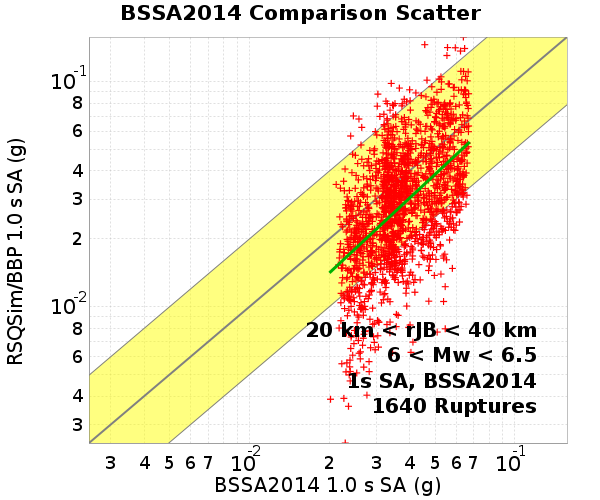 BSSA2014 Comparison Scatter
RSQSim/BBP 1.0 s SA (g)
10⁻¹
8
6
4
3
2
10⁻²
8
6
4
3
20 km < rJB < 40 km
6 < Mw < 6.5
1s SA, BSSA2014
1640 Ruptures
3 4 5 6 7 10⁻² 2 3 4 5 6 7 10⁻¹
BSSA2014 1.0 s SA (g)